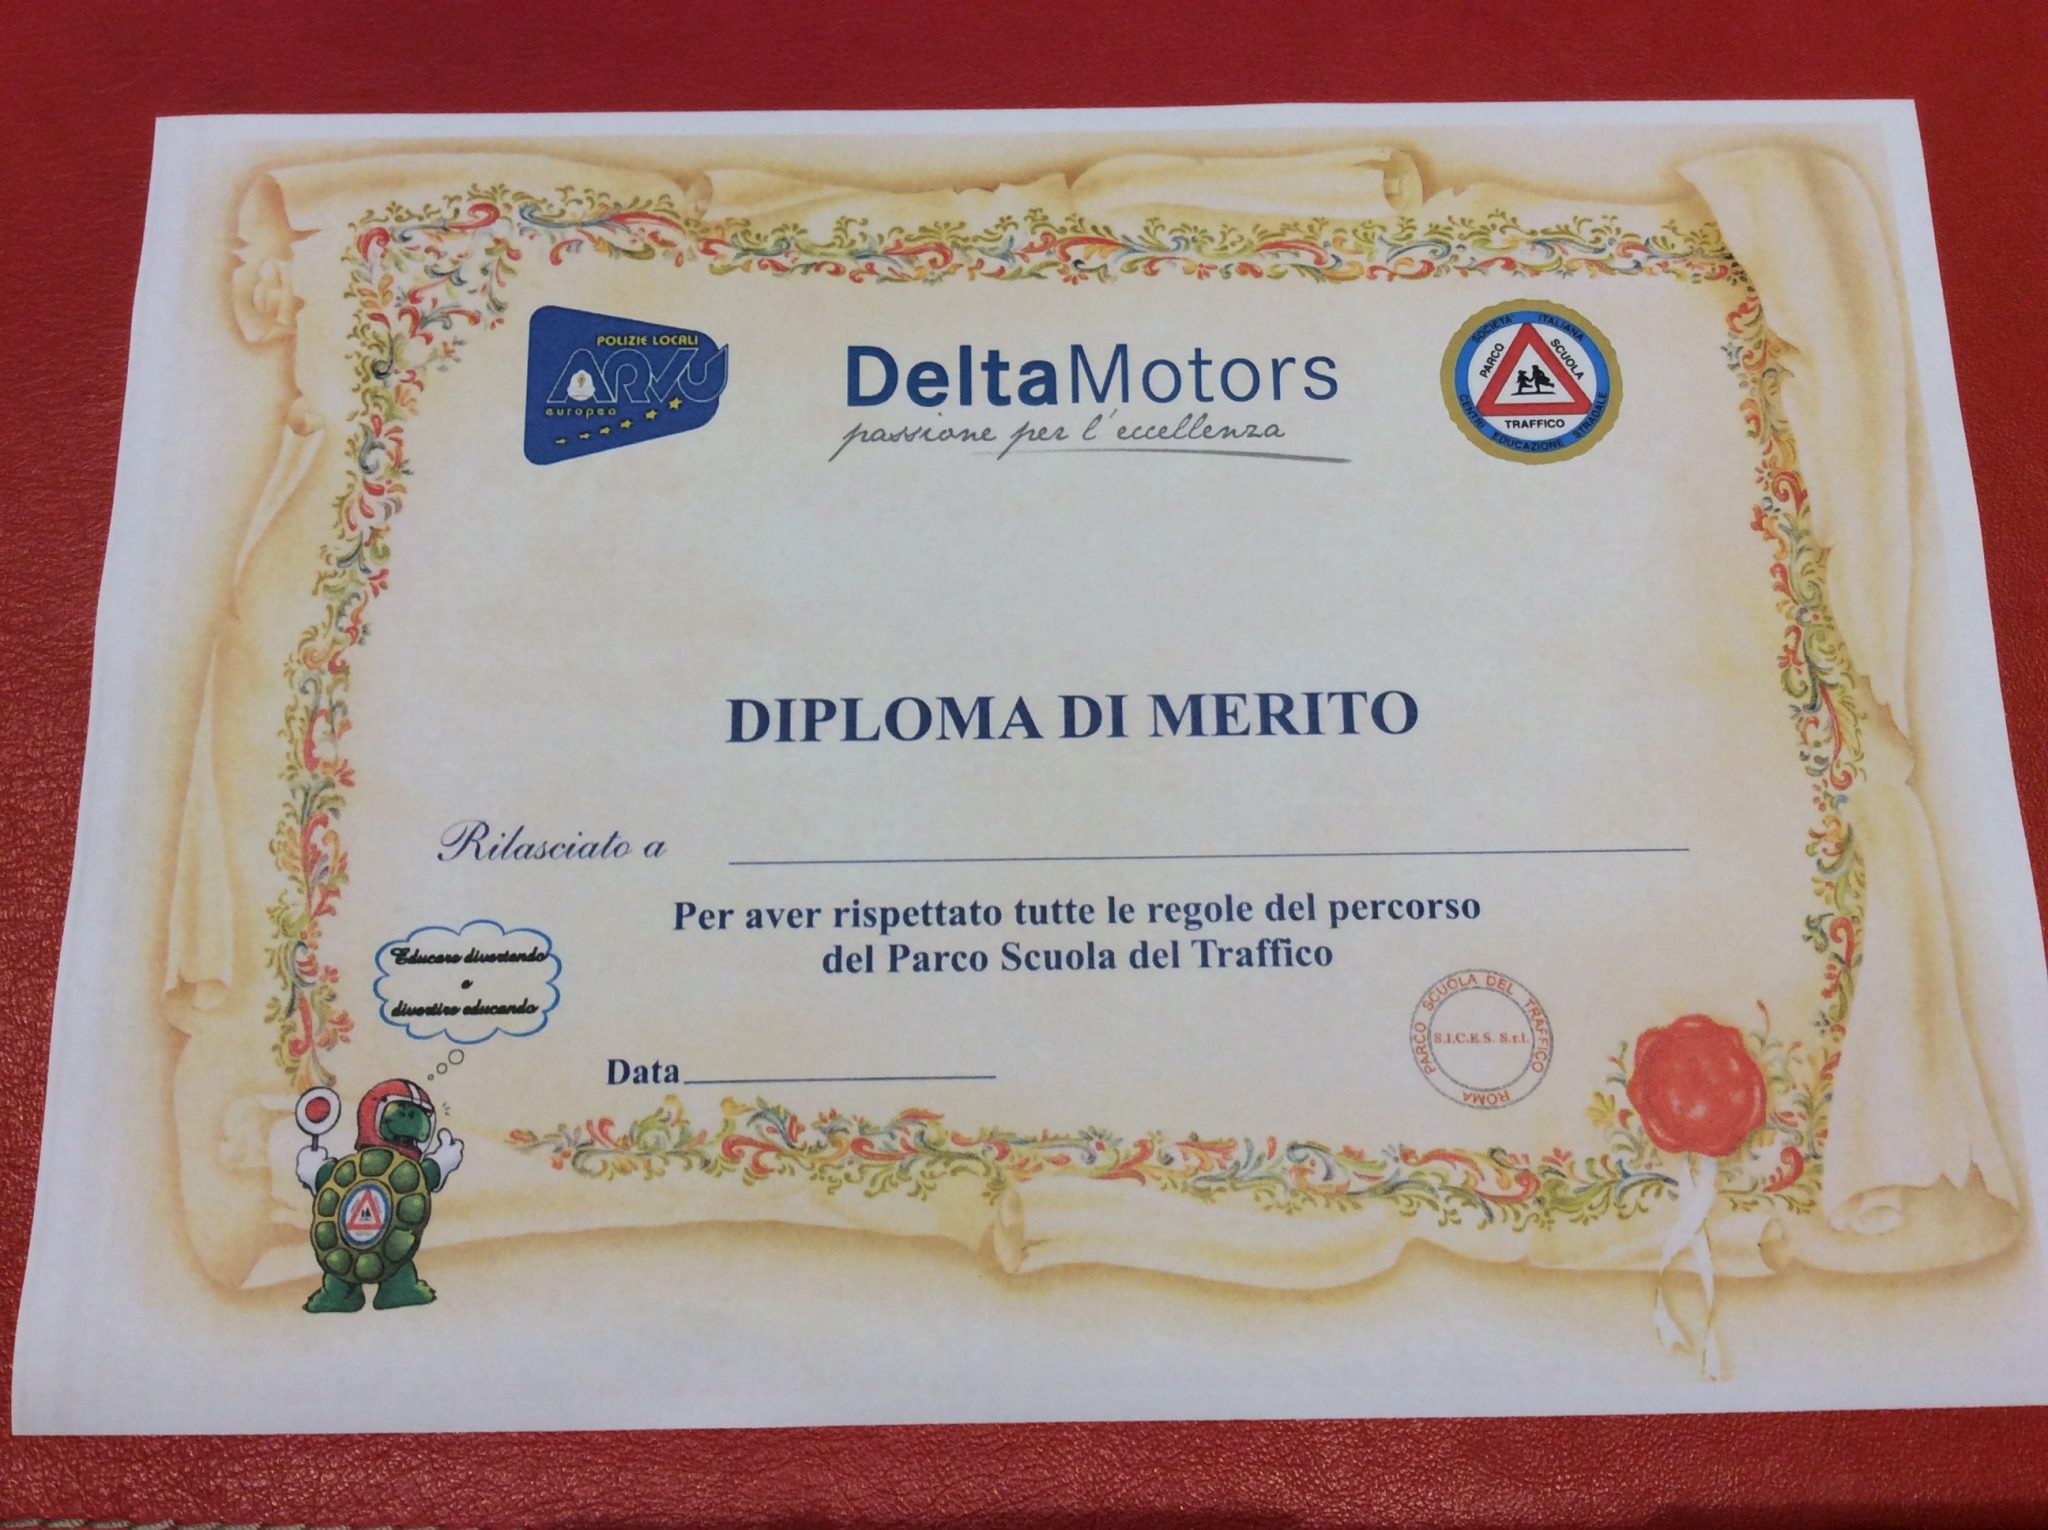 POLIZIE LOCALI
ARVU
europea
DeltaMotors
passione per l'eccellenza
SOCIETÀ ITALIANA
CENTRI EDUCAZIONE STRADALE
PARCO SCUOLA
TRAFFICO
DIPLOMA DI MERITO
Rilasciato a
Per aver rispettato tutte le regole del percorso
del Parco Scuola del Traffico
Educare divertendo
e
divertire educando
Data
PARCO SCUOLA DEL TRAFFICO
S.I.C.E.S. S.r.l.
ROMA